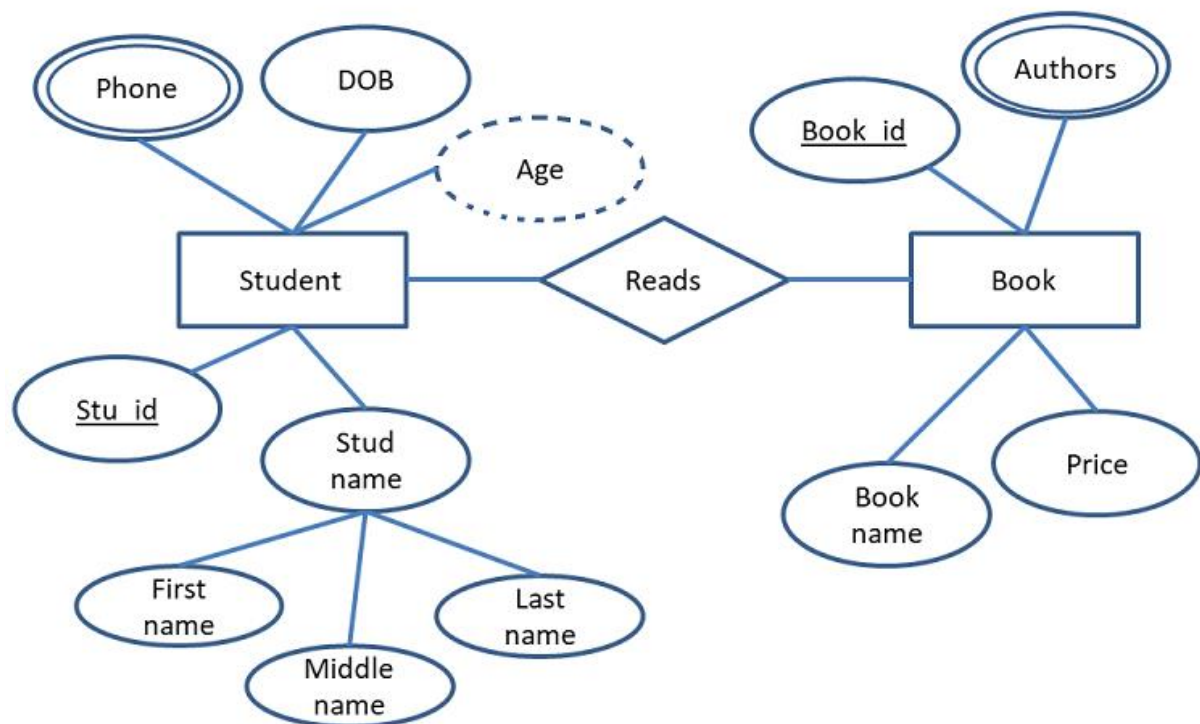 Phone
DOB
Authors
Book_id
Age
Student
Reads
Book
Stu_id
Stud
name
Price
Book
name
First
name
Last
name
Middle
name